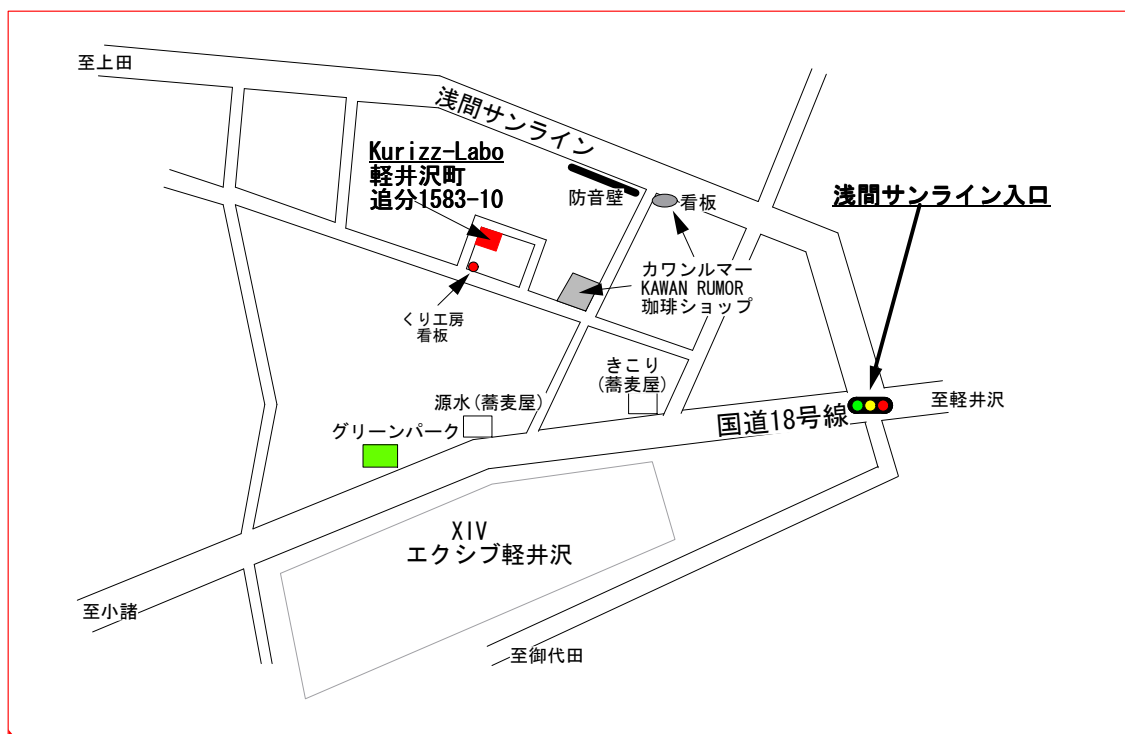 至上田
浅間サンライン
Kurizz-Labo
軽井沢町
追分1583-10
防音壁
看板
浅間サンライン入口
カワンルマー
KAWAN RUMOR
珈琲ショップ
くり工房
看板
きこり
(蕎麦屋)
源水(蕎麦屋)
至軽井沢
国道18号線
グリーンパーク
XIV
エクシブ軽井沢
至小諸
至御代田